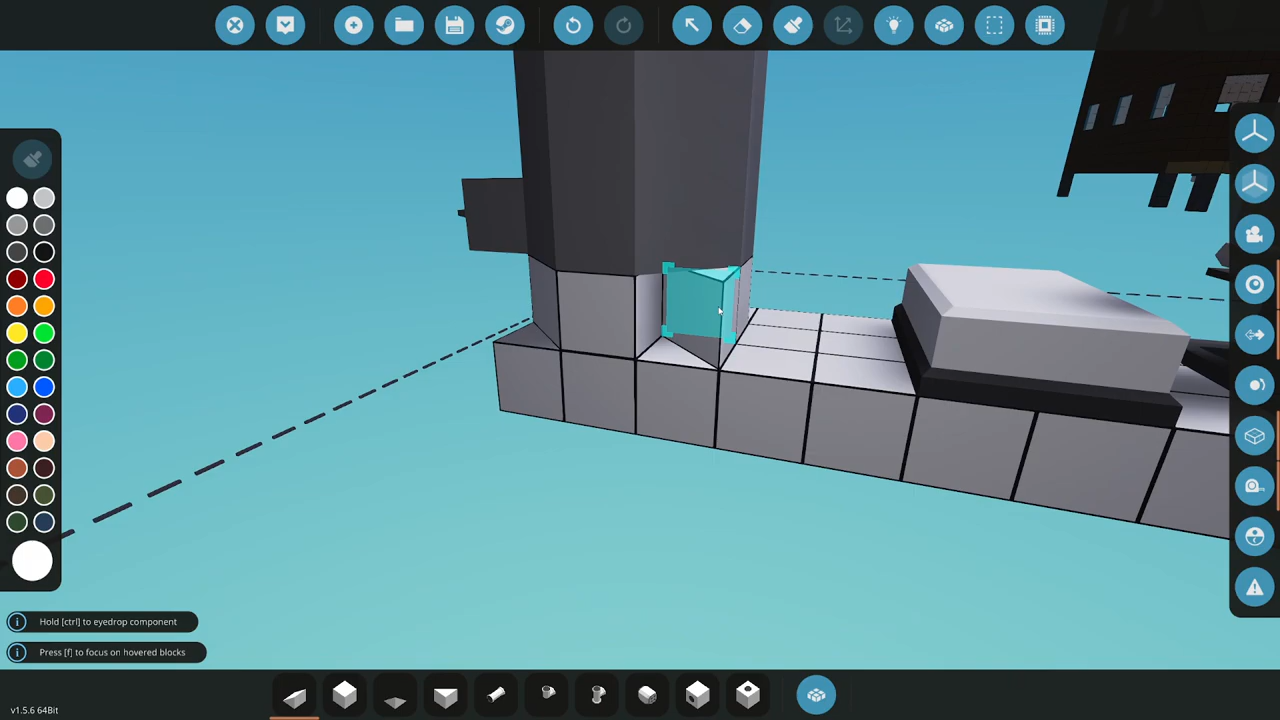 Hold [ctrl] to eyedrop component
Press [f] to focus on hovered blocks
v1.5.6 64Bit